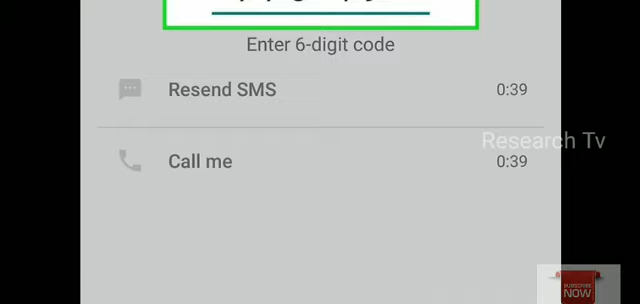 Enter 6-digit code
Resend SMS 0:39
Research Tv
Call me 0:39
SUBSCRIBE
NOW